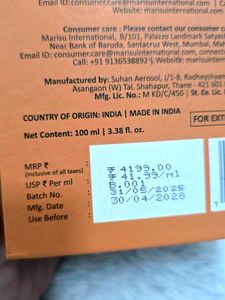 Email ID: consumercare@marisuinternational.com
Website: marisuinternational.com
Consumer care : Please contact our consumer
Marisu International, B/101, Palazzo Landmark Satyas
Near Bank of Baroda, Santacruz West, Mumbai, Mah
Email ID: consumercare@marisuinternational.com, connect
Call: +91 9136538892
Website: marisuinternational.com
Manufactured by: Suhan Aerosol, J/1-8, Radheyshyam
Asangaon (W) Tal. Shahapur, Thane - 421 601
Mfg. Lic. No.: M KD/C/450 | St. Ex. Lic.
COUNTRY OF ORIGIN: INDIA | MADE IN INDIA
Net Content: 100 ml | 3.38 fl. oz.
FOR EXT
MRP ₹
(Inclusive of all taxes)
₹ 4199.00
USP ₹ Per ml
₹ 41.99/ml
Batch No.
B.001
Mfg. Date
31/05/2025
Use Before
30/04/2028